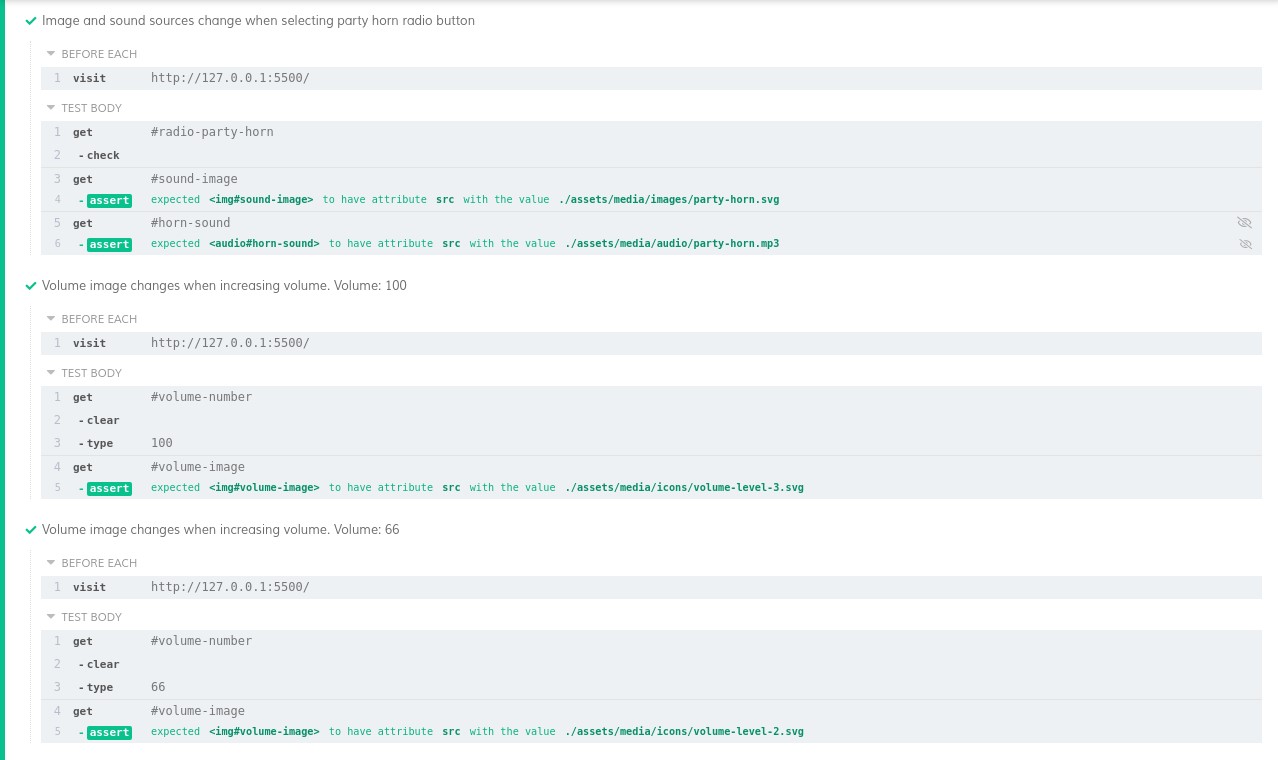 Image and sound sources change when selecting party horn radio button
BEFORE EACH
1 visit http://127.0.0.1:5500/
TEST BODY
1 get #radio-party-horn
2 -check
3 get #sound-image
4 -assert expected <img#sound-image> to have attribute src with the value ./assets/media/images/party-horn.svg
5 get #horn-sound
6 -assert expected <audio#horn-sound> to have attribute src with the value ./assets/media/audio/party-horn.mp3
Volume image changes when increasing volume. Volume: 100
BEFORE EACH
1 visit http://127.0.0.1:5500/
TEST BODY
1 get #volume-number
2 -clear
3 -type 100
4 get #volume-image
5 -assert expected <img#volume-image> to have attribute src with the value ./assets/media/icons/volume-level-3.svg
Volume image changes when increasing volume. Volume: 66
BEFORE EACH
1 visit http://127.0.0.1:5500/
TEST BODY
1 get #volume-number
2 -clear
3 -type 66
4 get #volume-image
5 -assert expected <img#volume-image> to have attribute src with the value ./assets/media/icons/volume-level-2.svg